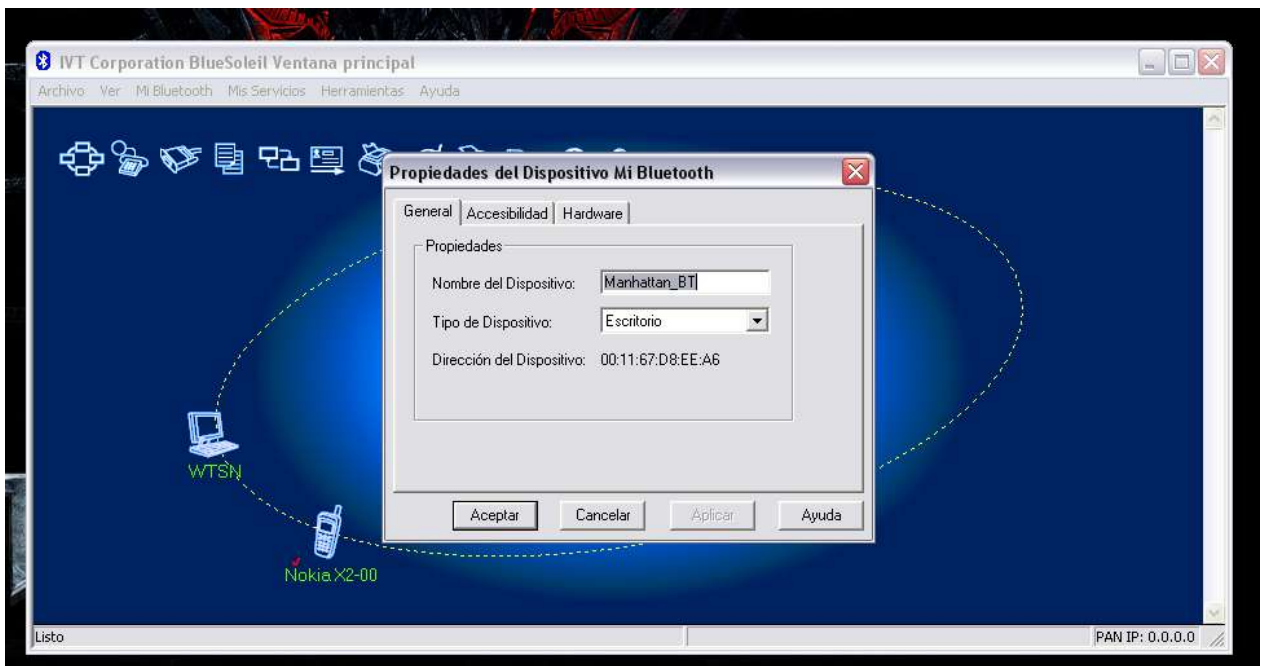 IVT Corporation BlueSoleil Ventana principal
Archivo Ver Mi Bluetooth Mis Servicios Herramientas Ayuda
Propiedades del Dispositivo Mi Bluetooth
General Accesibilidad Hardware
Propiedades
Nombre del Dispositivo: Manhattan_BT
Tipo de Dispositivo: Escritorio
Dirección del Dispositivo: 00:11:67:D8:EE:A6
WTSN
Aceptar Cancelar Aplicar Ayuda
Nokia X2-00
Listo PAN IP: 0.0.0.0